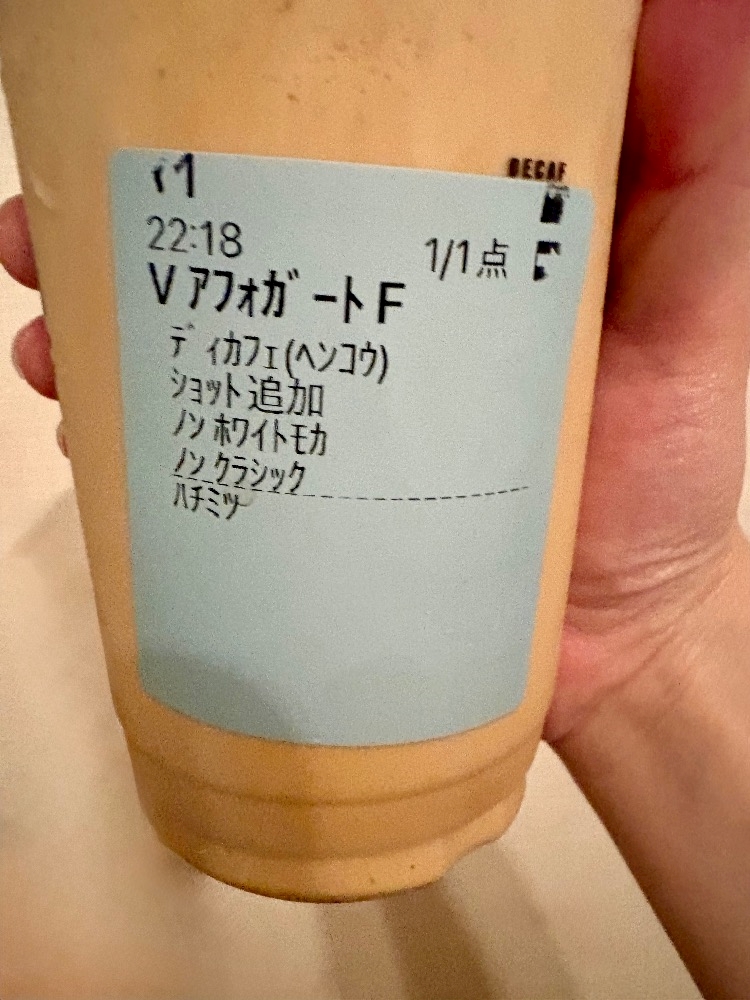 1
DECAF
22:18
1/1点
V ｱﾌｫｶﾞｰﾄ F
ﾃﾞｨｶﾌｪ(ﾍﾝｺｳ)
ｼｮｯﾄ追加
ﾉﾝ ﾎﾜｲﾄﾓｶ
ﾉﾝ ｸﾗｼｯｸ
ﾊﾁﾐﾂ